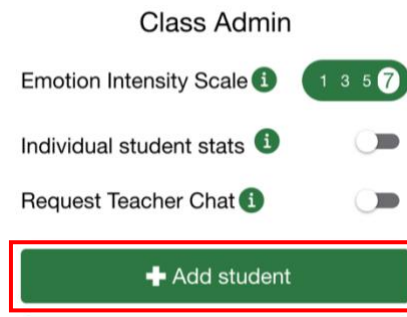 Class Admin
Emotion Intensity Scale i 1 3 5 7
Individual student stats i
Request Teacher Chat i
+ Add student